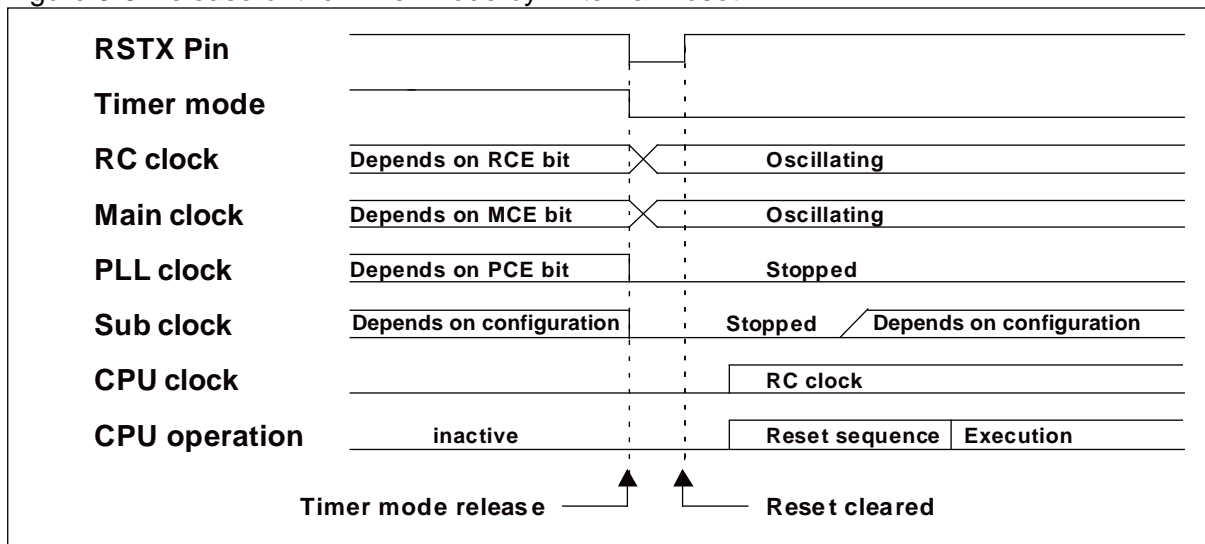 RSTX Pin
Timer mode
RC clock Depends on RCE bit Oscillating
Main clock Depends on MCE bit Oscillating
PLL clock Depends on PCE bit Stopped
Sub clock Depends on configuration Stopped Depends on configuration
CPU clock RC clock
CPU operation inactive Reset sequence Execution
Timer mode release Reset cleared